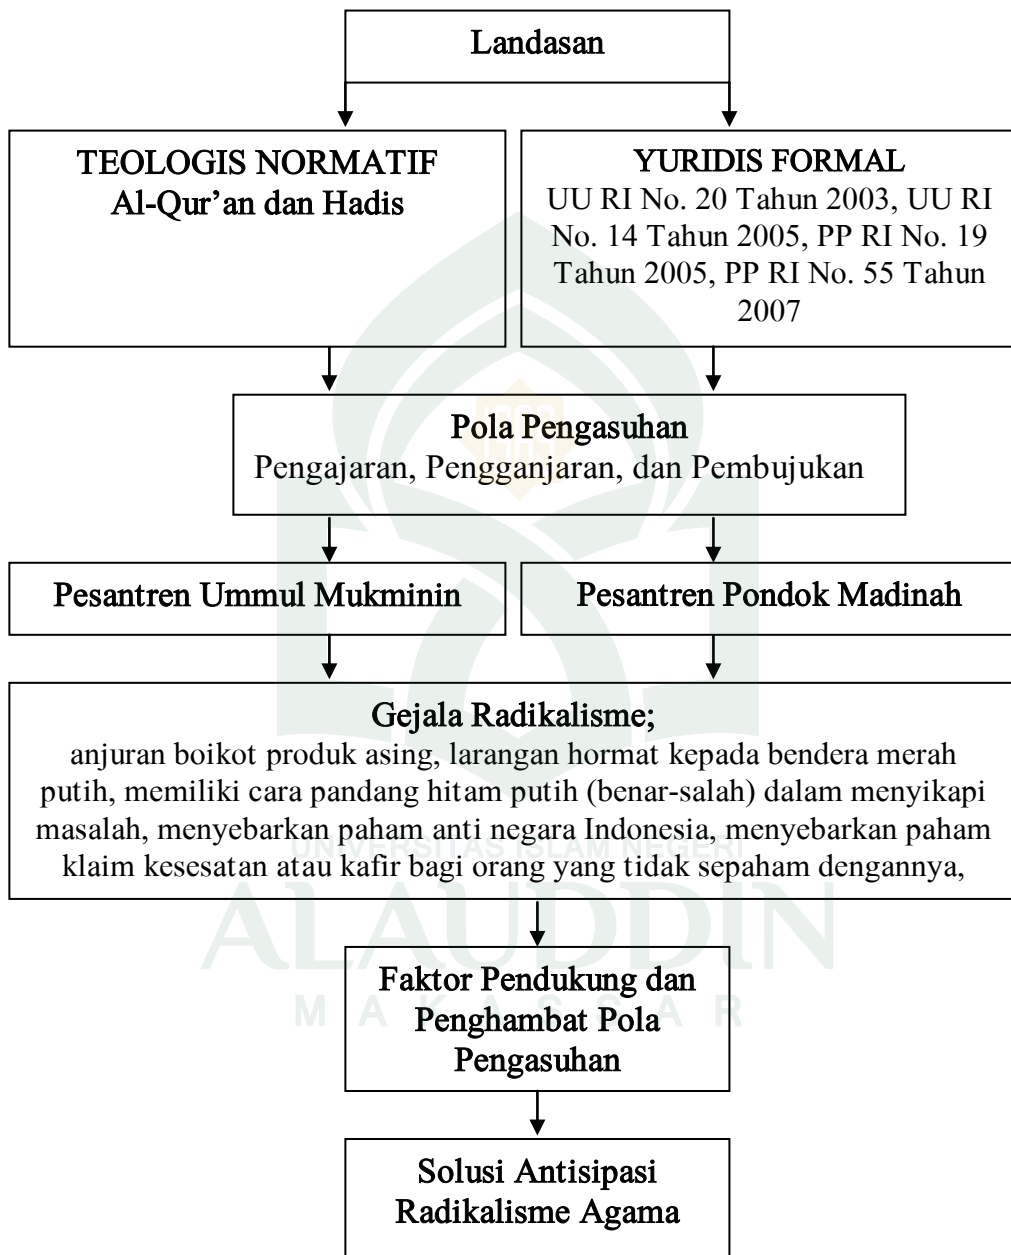 Landasan
TEOLOGIS NORMATIF
Al-Qur’an dan Hadis
YURIDIS FORMAL
UU RI No. 20 Tahun 2003, UU RI
No. 14 Tahun 2005, PP RI No. 19
Tahun 2005, PP RI No. 55 Tahun
2007
Pola Pengasuhan
Pengajaran, Pengganjaran, dan Pembujukan
Pesantren Ummul Mukminin
Pesantren Pondok Madinah
Gejala Radikalisme;
anjuran boikot produk asing, larangan hormat kepada bendera merah
putih, memiliki cara pandang hitam putih (benar-salah) dalam menyikapi
masalah, menyebarkan paham anti negara Indonesia, menyebarkan paham
klaim kesesatan atau kafir bagi orang yang tidak sepaham dengannya,
UNIVERSITAS ISLAM NEGERI
ALAUDDIN
MAKASSAR
Faktor Pendukung dan
Penghambat Pola
Pengasuhan
Solusi Antisipasi
Radikalisme Agama